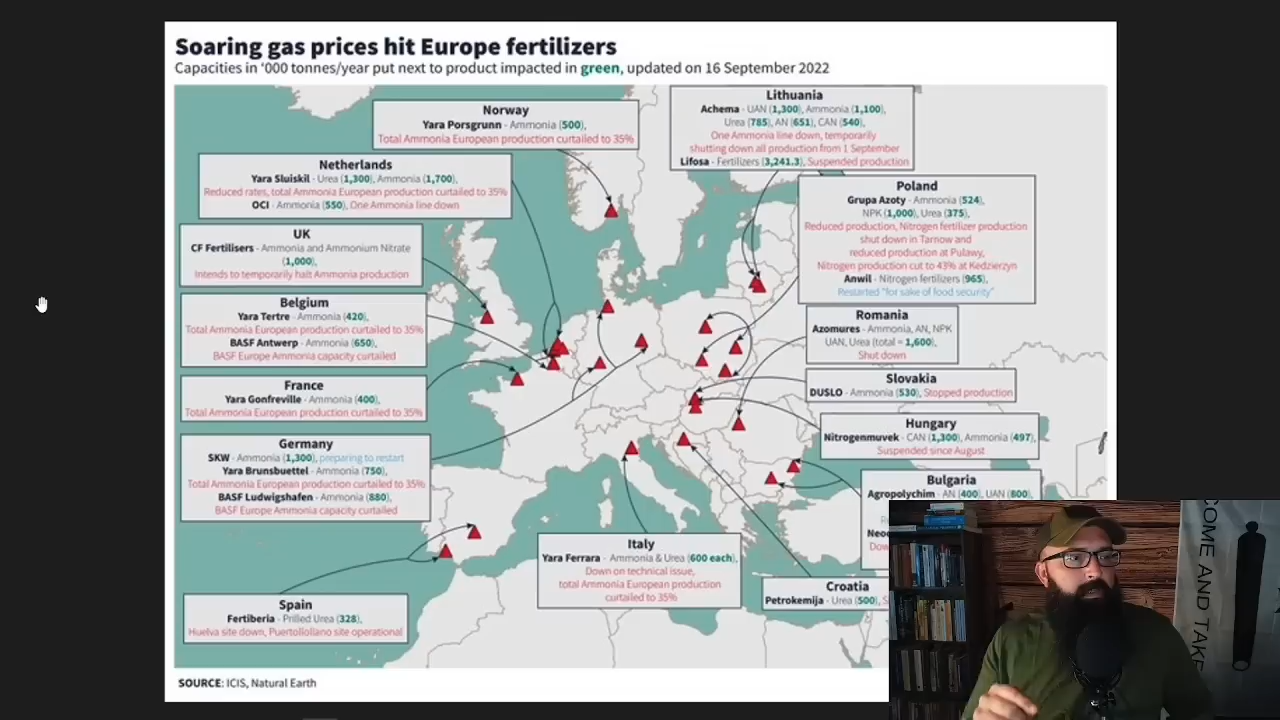 Soaring gas prices hit Europe fertilizers
Capacities in '000 tonnes/year put next to product impacted in green, updated on 16 September 2022
Norway
Yara Porsgrunn - Ammonia (500),
Total Ammonia European production curtailed to 35%
Lithuania
Achema - UAN (1,300), Ammonia (1,100),
Urea (785), AN (651), CAN (540),
One Ammonia line down, temporarily
shutting down all production from 1 September
Lifosa - Fertilizers (3,241.3), Suspended production
Netherlands
Yara Sluiskil - Urea (1,300), Ammonia (1,700),
Reduced rates, total Ammonia European production curtailed to 35%
OCI - Ammonia (550), One Ammonia line down
Poland
Grupa Azoty - Ammonia (524),
NPK (1,000), Urea (375),
Reduced production, Nitrogen fertilizer production
shut down in Tarnow and
reduced production at Pulawy,
Nitrogen production cut to 43% at Kedzierzyn
Anwil - Nitrogen fertilizers (965),
Restarted "for sake of food security"
UK
CF Fertilisers - Ammonia and Ammonium Nitrate
(1,000),
Intends to temporarily halt Ammonia production
Belgium
Yara Tertre - Ammonia (420),
Total Ammonia European production curtailed to 35%
BASF Antwerp - Ammonia (650),
BASF Europe Ammonia capacity curtailed
Romania
Azomures - Ammonia, AN, NPK
UAN, Urea (total = 1,600),
Shut down
France
Yara Gonfreville - Ammonia (400),
Total Ammonia European production curtailed to 35%
Slovakia
DUSLO - Ammonia (530), Stopped production
Hungary
Nitrogenmuvek - CAN (1,300), Ammonia (497),
Suspended since August
Germany
SKW - Ammonia (1,300), preparing to restart
Yara Brunsbuettel - Ammonia (750),
Total Ammonia European production curtailed to 35%
BASF Ludwigshafen - Ammonia (880),
BASF Europe Ammonia capacity curtailed
Bulgaria
Agropolychim - AN (400), UAN (800),
Italy
Yara Ferrara - Ammonia & Urea (600 each),
Down on technical issue,
total Ammonia European production
curtailed to 35%
Croatia
Petrokemija - Urea (500),
Spain
Fertiberia - Prilled Urea (328),
Huelva site down, Puertollolano site operational
SOURCE: ICIS, Natural Earth
COME AND TAKE